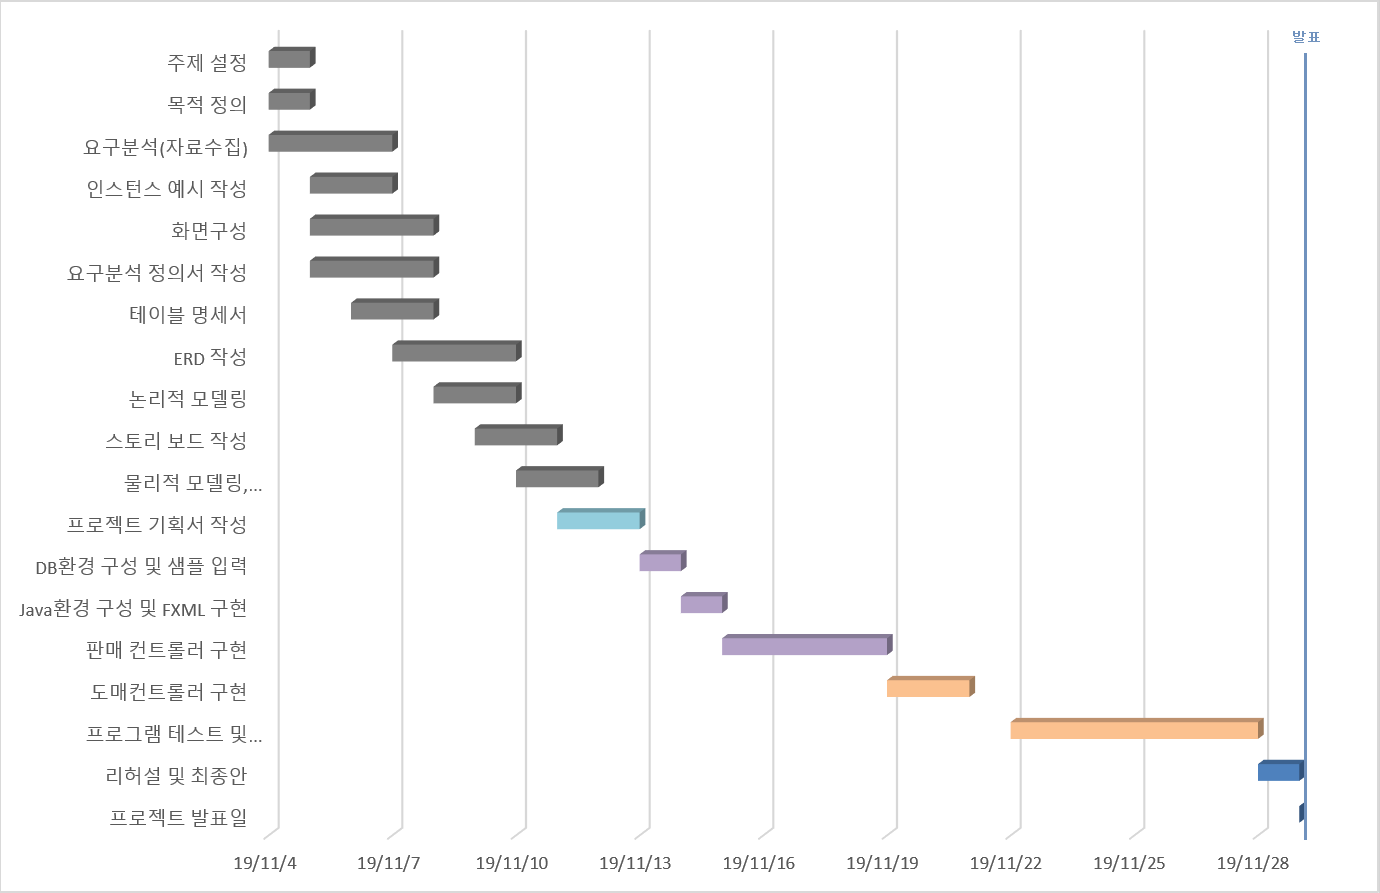 발표
주제 설정
목적 정의
요구분석(자료수집)
인스턴스 예시 작성
화면구성
요구분석 정의서 작성
테이블 명세서
ERD 작성
논리적 모델링
스토리 보드 작성
물리적 모델링,...
프로젝트 기획서 작성
DB환경 구성 및 샘플 입력
Java환경 구성 및 FXML 구현
판매 컨트롤러 구현
도매컨트롤러 구현
프로그램 테스트 및...
리허설 및 최종안
프로젝트 발표일
19/11/4 19/11/7 19/11/10 19/11/13 19/11/16 19/11/19 19/11/22 19/11/25 19/11/28